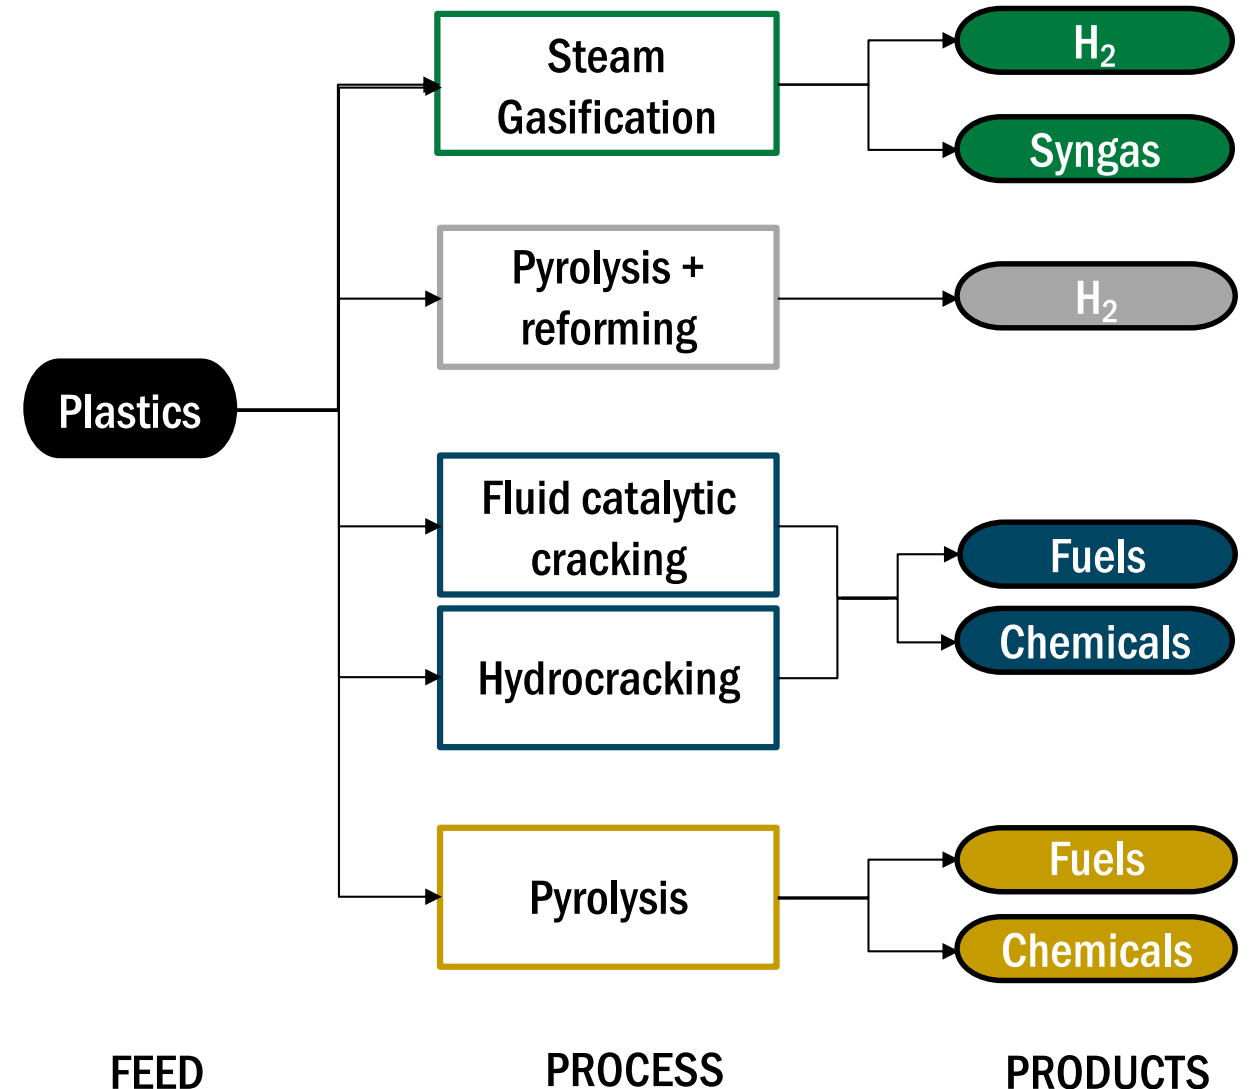 Steam
Gasification
H₂
Syngas
Pyrolysis +
reforming
H₂
Plastics
Fluid catalytic
cracking
Hydrocracking
Fuels
Chemicals
Pyrolysis
Fuels
Chemicals
FEED
PROCESS
PRODUCTS